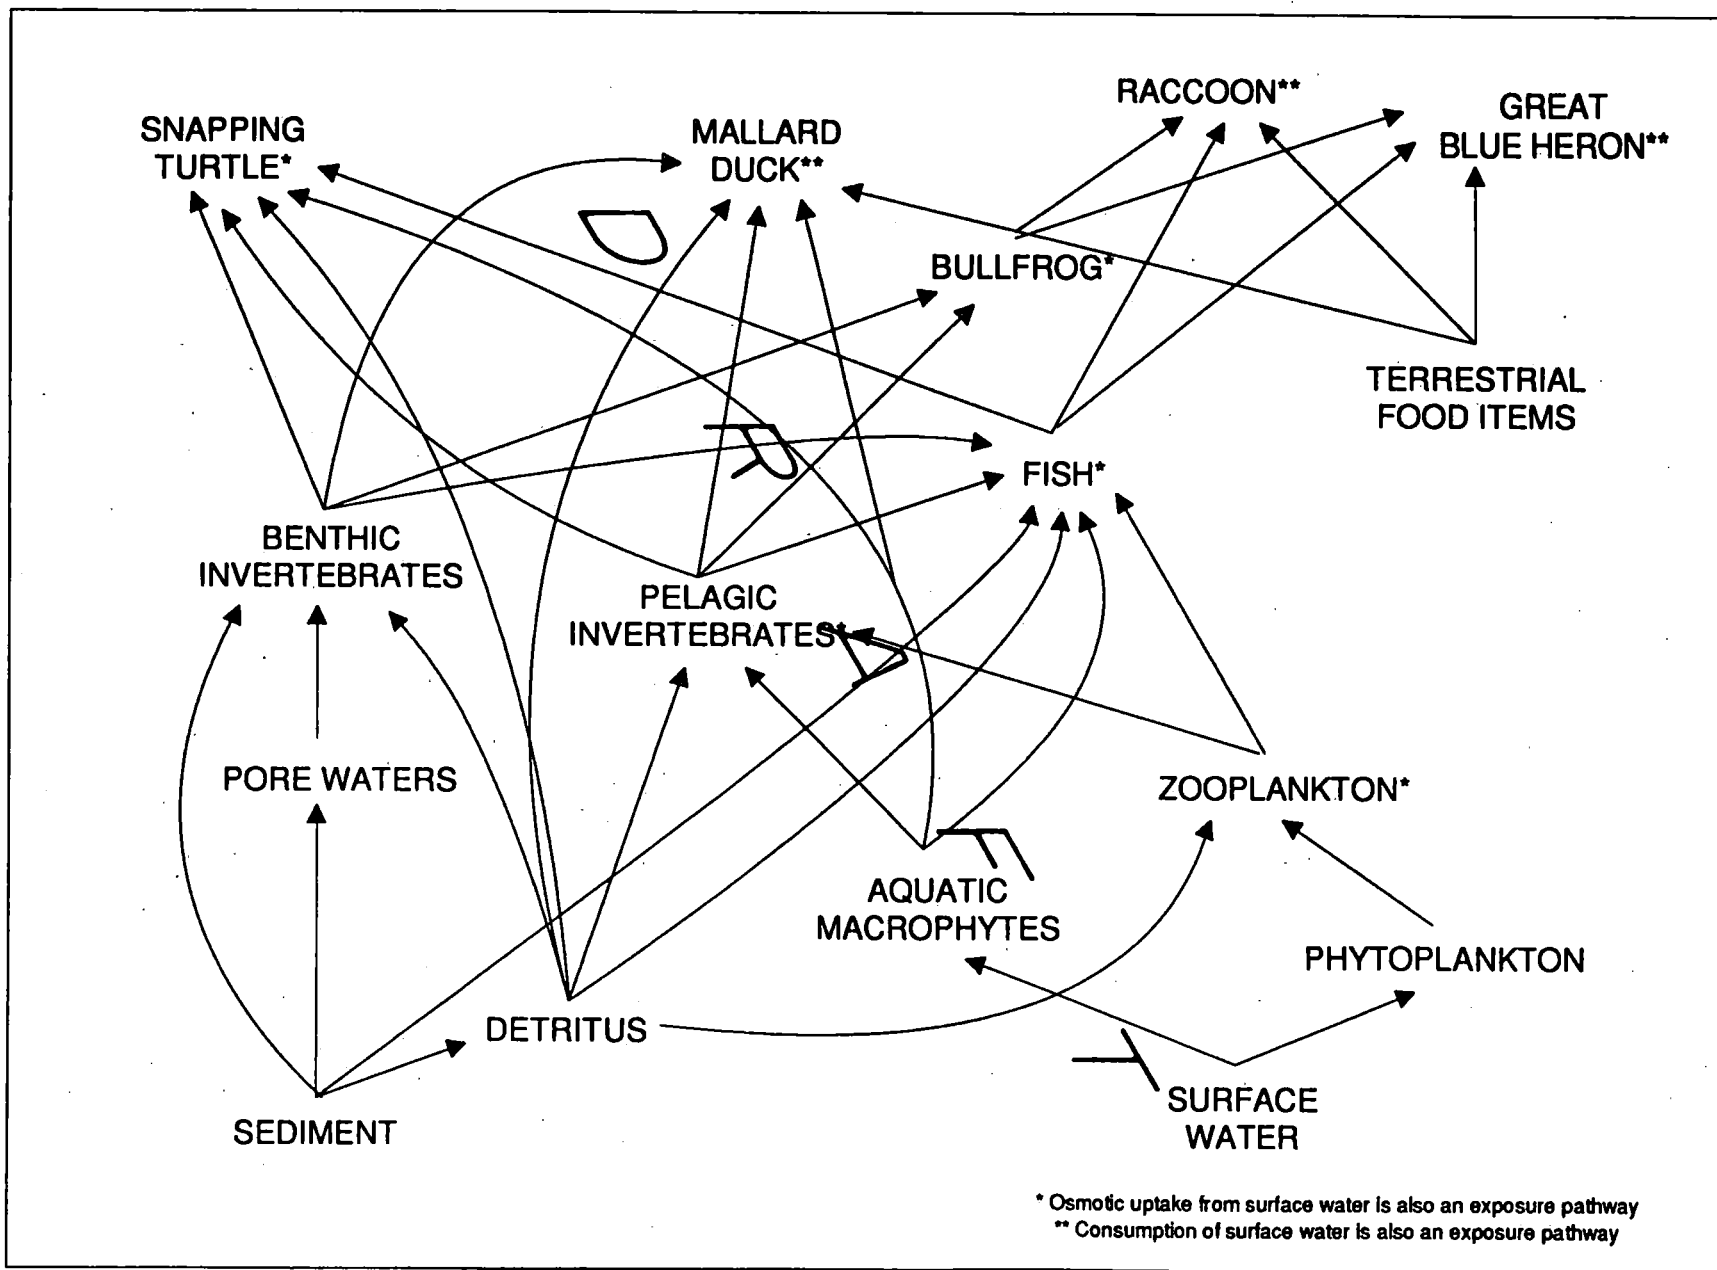 RACCOON**
GREAT
BLUE HERON**
SNAPPING
TURTLE*
MALLARD
DUCK**
BULLFROG*
TERRESTRIAL
FOOD ITEMS
FISH*
BENTHIC
INVERTEBRATES
PELAGIC
INVERTEBRATES*
PORE WATERS
ZOOPLANKTON*
AQUATIC
MACROPHYTES
PHYTOPLANKTON
DETRITUS
SURFACE
WATER
SEDIMENT
* Osmotic uptake from surface water is also an exposure pathway
** Consumption of surface water is also an exposure pathway